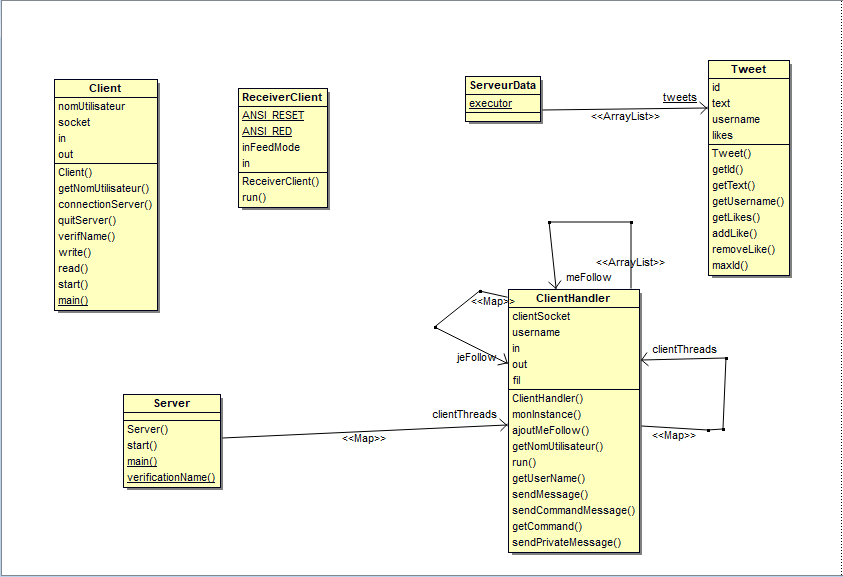 Client
nomUtilisateur
socket
in
out
Client()
getNomUtilisateur()
connectionServer()
quitServer()
verifName()
write()
read()
start()
main()
ReceiverClient
ANSI_RESET
ANSI_RED
inFeedMode
in
ReceiverClient()
run()
ServeurData
executor
tweets
<<ArrayList>>
Tweet
id
text
username
likes
Tweet()
getId()
getText()
getUsername()
getLikes()
addLike()
removeLike()
maxId()
<<ArrayList>>
meFollow
<<Map>>
jeFollow
ClientHandler
clientSocket
username
in
out
fil
ClientHandler()
monInstance()
ajoutMeFollow()
getNomUtilisateur()
run()
getUserName()
sendMessage()
sendCommandMessage()
getCommand()
sendPrivateMessage()
clientThreads
<<Map>>
Server
Server()
start()
main()
verificationName()
clientThreads
<<Map>>